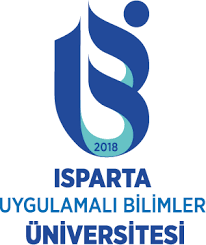 2018
ISPARTA
UYGULAMALI BİLİMLER
ÜNİVERSİTESİ